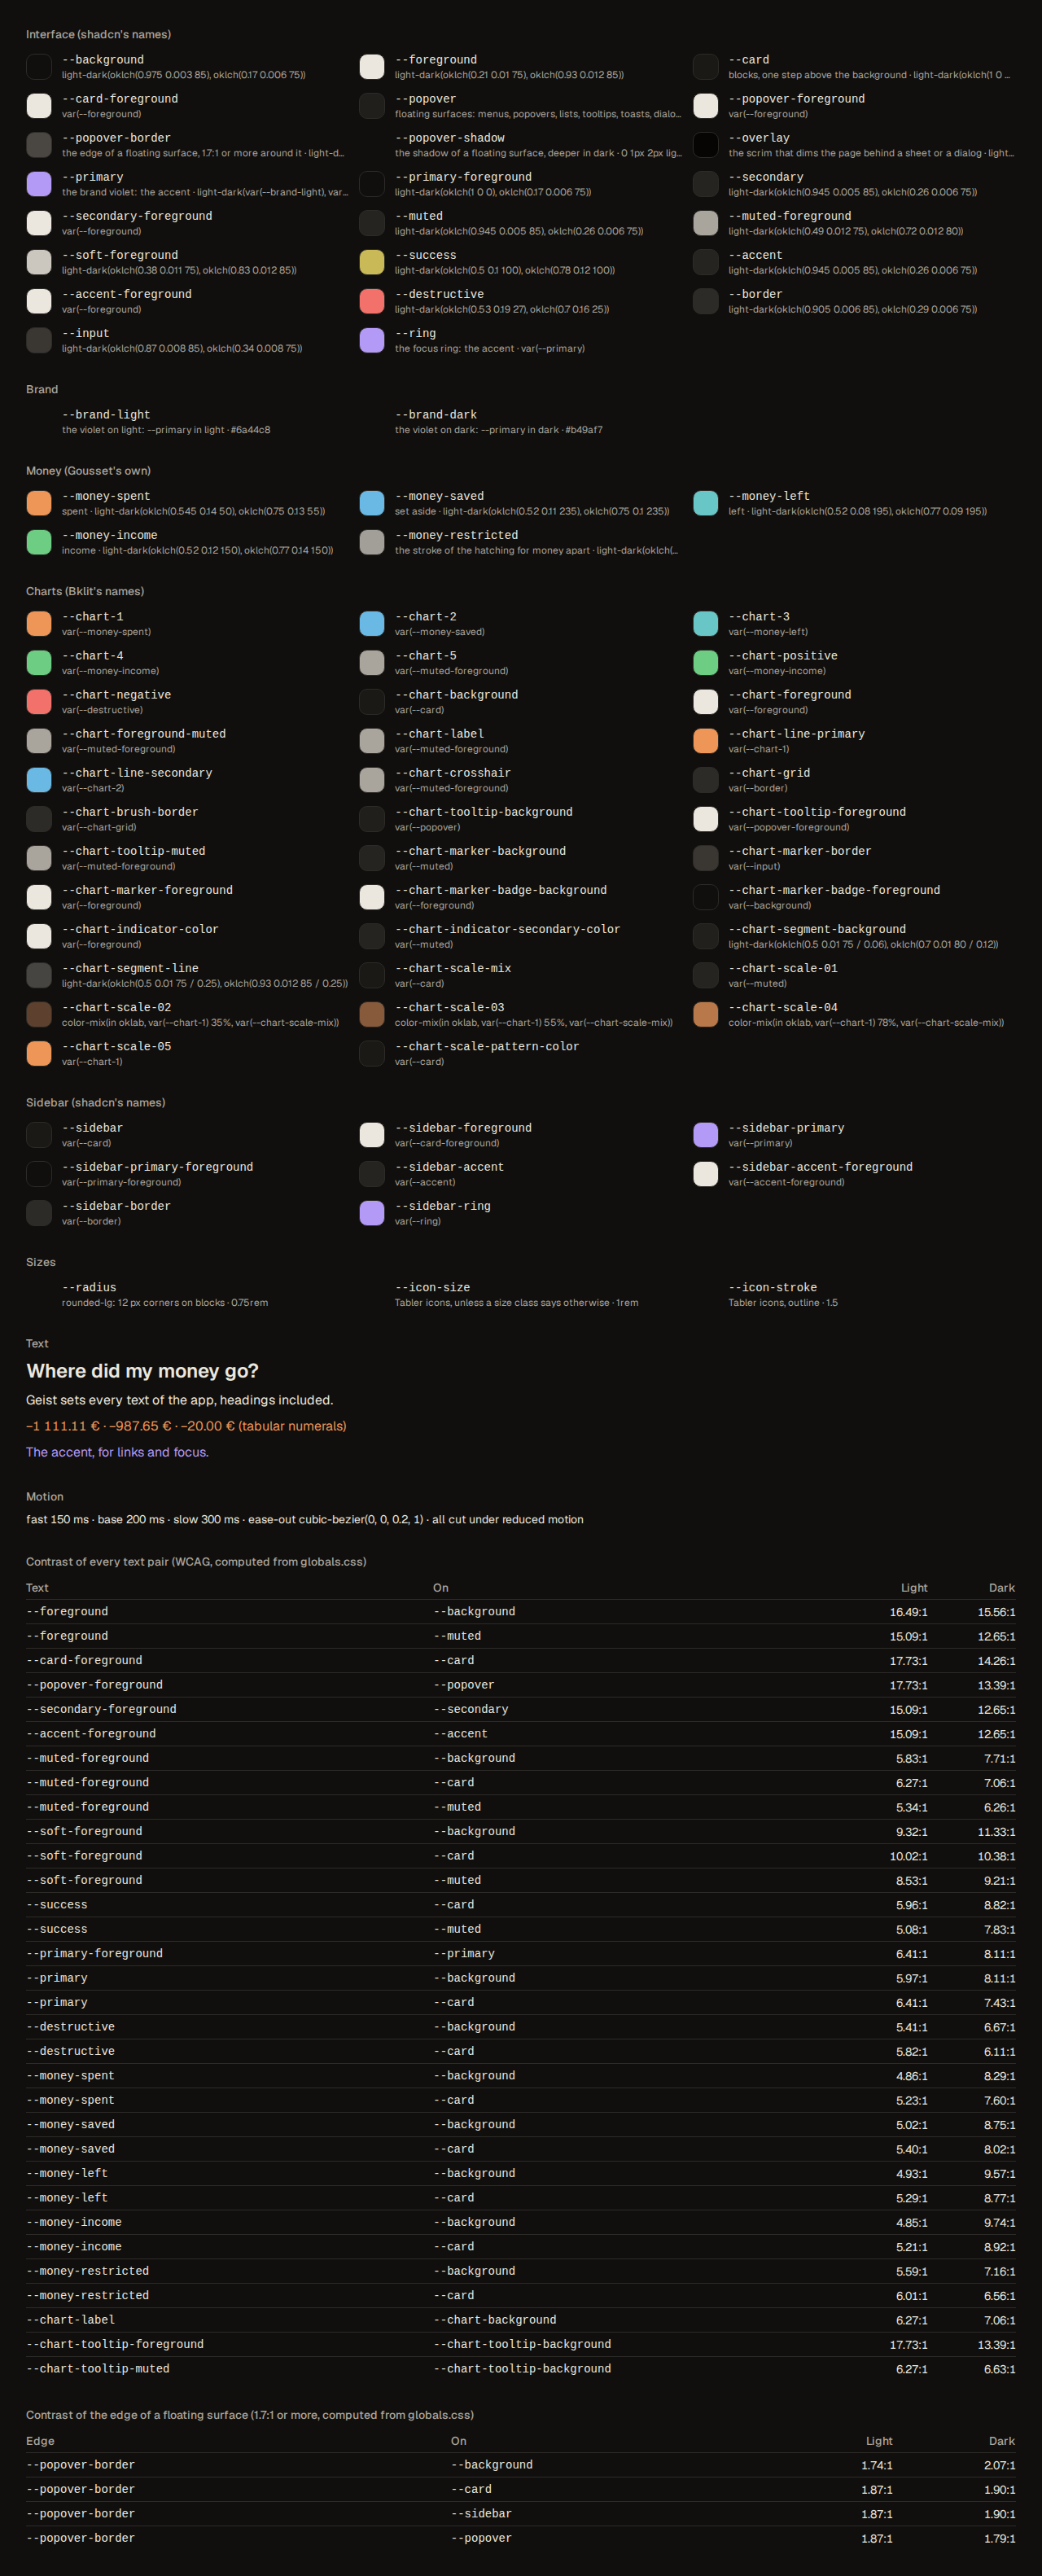 Interface (shadcn's names)
--background
light-dark(oklch(0.975 0.003 85), oklch(0.17 0.006 75))
--foreground
light-dark(oklch(0.21 0.01 75), oklch(0.93 0.012 85))
--card
blocks, one step above the background · light-dark(oklch(1 0 …
--card-foreground
var(--foreground)
--popover
floating surfaces: menus, popovers, lists, tooltips, toasts, dialo…
--popover-foreground
var(--foreground)
--popover-border
the edge of a floating surface, 1.7:1 or more around it · light-d…
--popover-shadow
the shadow of a floating surface, deeper in dark · 0 1px 2px lig…
--overlay
the scrim that dims the page behind a sheet or a dialog · light…
--primary
the brand violet: the accent · light-dark(var(--brand-light), var…
--primary-foreground
light-dark(oklch(1 0 0), oklch(0.17 0.006 75))
--secondary
light-dark(oklch(0.945 0.005 85), oklch(0.26 0.006 75))
--secondary-foreground
var(--foreground)
--muted
light-dark(oklch(0.945 0.005 85), oklch(0.26 0.006 75))
--muted-foreground
light-dark(oklch(0.49 0.012 75), oklch(0.72 0.012 80))
--soft-foreground
light-dark(oklch(0.38 0.011 75), oklch(0.83 0.012 85))
--success
light-dark(oklch(0.5 0.1 100), oklch(0.78 0.12 100))
--accent
light-dark(oklch(0.945 0.005 85), oklch(0.26 0.006 75))
--accent-foreground
var(--foreground)
--destructive
light-dark(oklch(0.53 0.19 27), oklch(0.7 0.16 25))
--border
light-dark(oklch(0.905 0.006 85), oklch(0.29 0.006 75))
--input
light-dark(oklch(0.87 0.008 85), oklch(0.34 0.008 75))
--ring
the focus ring: the accent · var(--primary)
Brand
--brand-light
the violet on light: --primary in light · #6a44c8
--brand-dark
the violet on dark: --primary in dark · #b49af7
Money (Gousset's own)
--money-spent
spent · light-dark(oklch(0.545 0.14 50), oklch(0.75 0.13 55))
--money-saved
set aside · light-dark(oklch(0.52 0.11 235), oklch(0.75 0.1 235))
--money-left
left · light-dark(oklch(0.52 0.08 195), oklch(0.77 0.09 195))
--money-income
income · light-dark(oklch(0.52 0.12 150), oklch(0.77 0.14 150))
--money-restricted
the stroke of the hatching for money apart · light-dark(oklch(…
Charts (Bklit's names)
--chart-1
var(--money-spent)
--chart-2
var(--money-saved)
--chart-3
var(--money-left)
--chart-4
var(--money-income)
--chart-5
var(--muted-foreground)
--chart-positive
var(--money-income)
--chart-negative
var(--destructive)
--chart-background
var(--card)
--chart-foreground
var(--foreground)
--chart-foreground-muted
var(--muted-foreground)
--chart-label
var(--muted-foreground)
--chart-line-primary
var(--chart-1)
--chart-line-secondary
var(--chart-2)
--chart-crosshair
var(--muted-foreground)
--chart-grid
var(--border)
--chart-brush-border
var(--chart-grid)
--chart-tooltip-background
var(--popover)
--chart-tooltip-foreground
var(--popover-foreground)
--chart-tooltip-muted
var(--muted-foreground)
--chart-marker-background
var(--muted)
--chart-marker-border
var(--input)
--chart-marker-foreground
var(--foreground)
--chart-marker-badge-background
var(--foreground)
--chart-marker-badge-foreground
var(--background)
--chart-indicator-color
var(--foreground)
--chart-indicator-secondary-color
var(--muted)
--chart-segment-background
light-dark(oklch(0.5 0.01 75 / 0.06), oklch(0.7 0.01 80 / 0.12))
--chart-segment-line
light-dark(oklch(0.5 0.01 75 / 0.25), oklch(0.93 0.012 85 / 0.25))
--chart-scale-mix
var(--card)
--chart-scale-01
var(--muted)
--chart-scale-02
color-mix(in oklab, var(--chart-1) 35%, var(--chart-scale-mix))
--chart-scale-03
color-mix(in oklab, var(--chart-1) 55%, var(--chart-scale-mix))
--chart-scale-04
color-mix(in oklab, var(--chart-1) 78%, var(--chart-scale-mix))
--chart-scale-05
var(--chart-1)
--chart-scale-pattern-color
var(--card)
Sidebar (shadcn's names)
--sidebar
var(--card)
--sidebar-foreground
var(--card-foreground)
--sidebar-primary
var(--primary)
--sidebar-primary-foreground
var(--primary-foreground)
--sidebar-accent
var(--accent)
--sidebar-accent-foreground
var(--accent-foreground)
--sidebar-border
var(--border)
--sidebar-ring
var(--ring)
Sizes
--radius
rounded-lg: 12 px corners on blocks · 0.75rem
--icon-size
Tabler icons, unless a size class says otherwise · 1rem
--icon-stroke
Tabler icons, outline · 1.5
Text
Where did my money go?
Geist sets every text of the app, headings included.
−1 111.11 € · −987.65 € · −20.00 € (tabular numerals)
The accent, for links and focus.
Motion
fast 150 ms · base 200 ms · slow 300 ms · ease-out cubic-bezier(0, 0, 0.2, 1) · all cut under reduced motion
Contrast of every text pair (WCAG, computed from globals.css)
Text On Light Dark
--foreground --background 16.49:1 15.56:1
--foreground --muted 15.09:1 12.65:1
--card-foreground --card 17.73:1 14.26:1
--popover-foreground --popover 17.73:1 13.39:1
--secondary-foreground --secondary 15.09:1 12.65:1
--accent-foreground --accent 15.09:1 12.65:1
--muted-foreground --background 5.83:1 7.71:1
--muted-foreground --card 6.27:1 7.06:1
--muted-foreground --muted 5.34:1 6.26:1
--soft-foreground --background 9.32:1 11.33:1
--soft-foreground --card 10.02:1 10.38:1
--soft-foreground --muted 8.53:1 9.21:1
--success --card 5.96:1 8.82:1
--success --muted 5.08:1 7.83:1
--primary-foreground --primary 6.41:1 8.11:1
--primary --background 5.97:1 8.11:1
--primary --card 6.41:1 7.43:1
--destructive --background 5.41:1 6.67:1
--destructive --card 5.82:1 6.11:1
--money-spent --background 4.86:1 8.29:1
--money-spent --card 5.23:1 7.60:1
--money-saved --background 5.02:1 8.75:1
--money-saved --card 5.40:1 8.02:1
--money-left --background 4.93:1 9.57:1
--money-left --card 5.29:1 8.77:1
--money-income --background 4.85:1 9.74:1
--money-income --card 5.21:1 8.92:1
--money-restricted --background 5.59:1 7.16:1
--money-restricted --card 6.01:1 6.56:1
--chart-label --chart-background 6.27:1 7.06:1
--chart-tooltip-foreground --chart-tooltip-background 17.73:1 13.39:1
--chart-tooltip-muted --chart-tooltip-background 6.27:1 6.63:1
Contrast of the edge of a floating surface (1.7:1 or more, computed from globals.css)
Edge On Light Dark
--popover-border --background 1.74:1 2.07:1
--popover-border --card 1.87:1 1.90:1
--popover-border --sidebar 1.87:1 1.90:1
--popover-border --popover 1.87:1 1.79:1